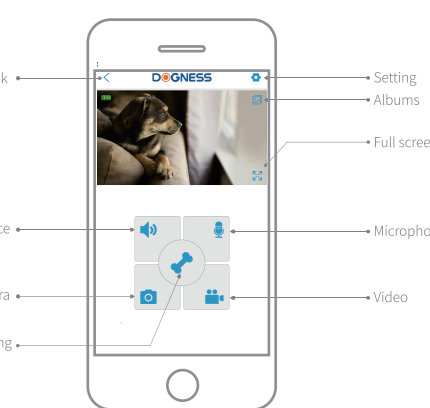 DOGNESS
Setting
Albums
Full scree
Micropho
Video